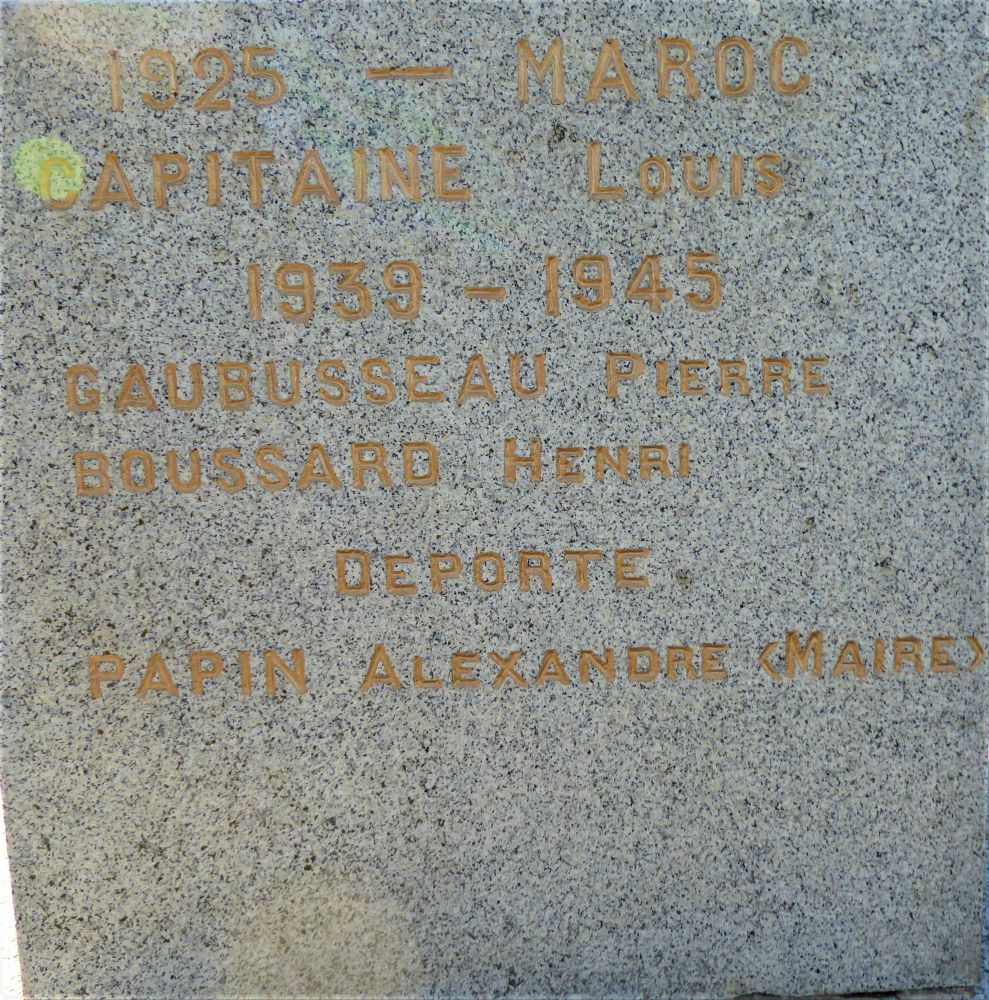 1925 — MAROC
CAPITAINE Louis
1939 – 1945
GAUBUSSEAU Pierre
BOUSSARD Henri
DEPORTE
PAPIN Alexandre <Maire>